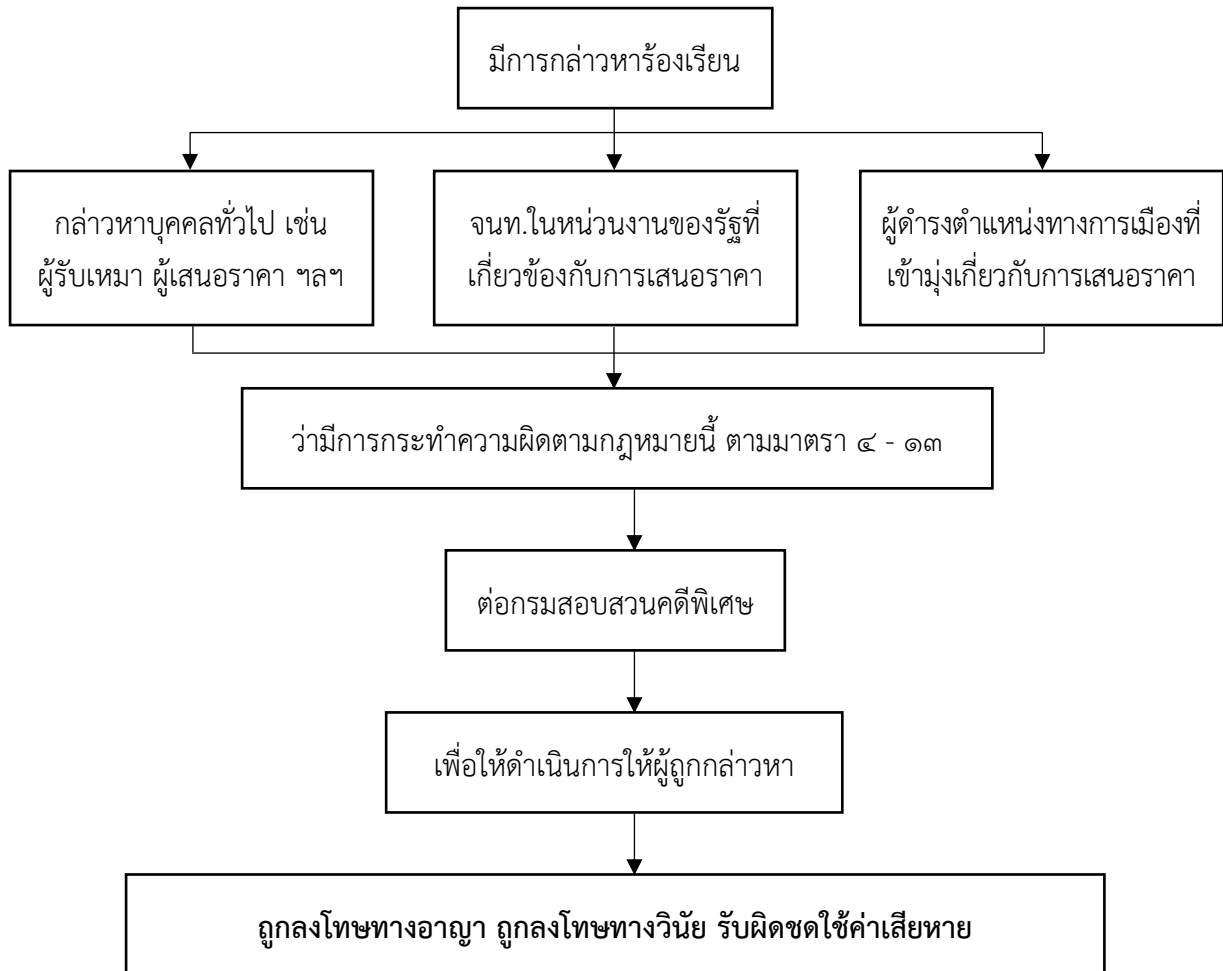 มีการกล่าวหาร้องเรียน
กล่าวหาบุคคลทั่วไป เช่น
ผู้รับเหมา ผู้เสนอราคา ฯลฯ
จนท.ในหน่วนงานของรัฐที่
เกี่ยวข้องกับการเสนอราคา
ผู้ดำรงตำแหน่งทางการเมืองที่
เข้ามุ่งเกี่ยวกับการเสนอราคา
ว่ามีการกระทำความผิดตามกฎหมายนี้ ตามมาตรา ๔ - ๑๓
ต่อกรมสอบสวนคดีพิเศษ
เพื่อให้ดำเนินการให้ผู้ถูกกล่าวหา
ถูกลงโทษทางอาญา ถูกลงโทษทางวินัย รับผิดชดใช้ค่าเสียหาย